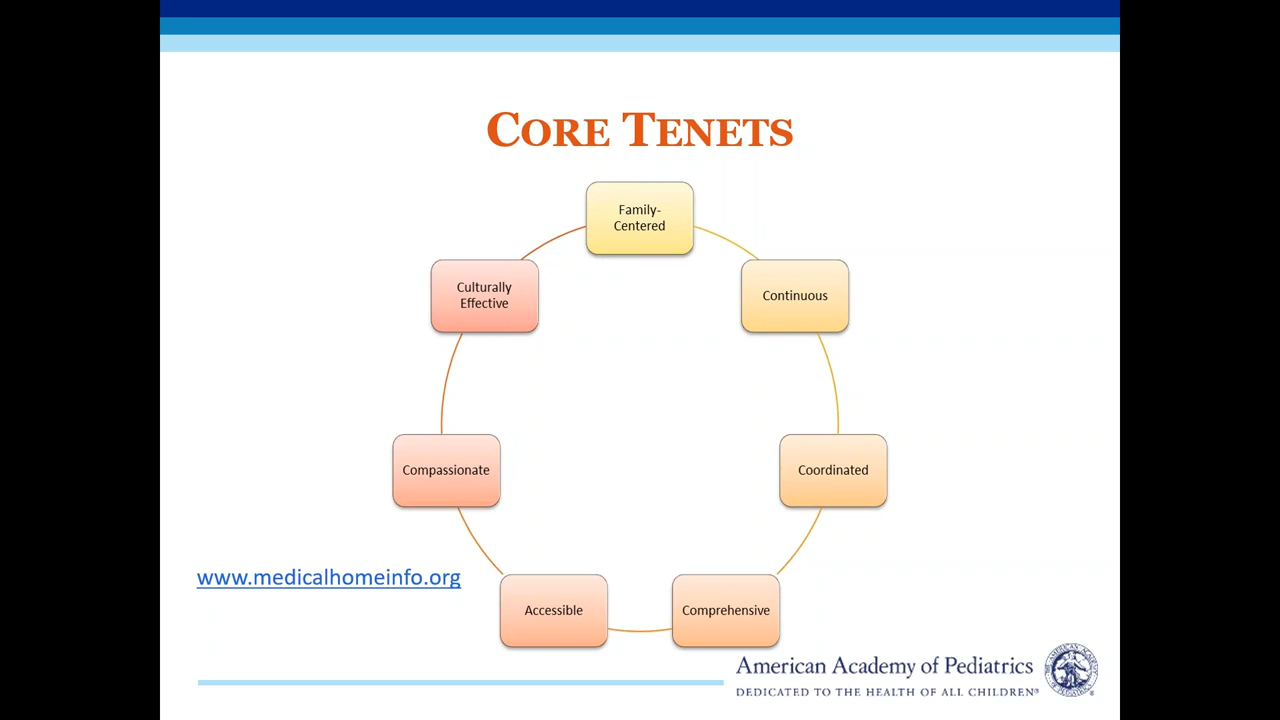 CORE TENETS
Family-
Centered
Continuous
Coordinated
Comprehensive
Accessible
Compassionate
Culturally
Effective
www.medicalhomeinfo.org
American Academy of Pediatrics
DEDICATED TO THE HEALTH OF ALL CHILDREN®